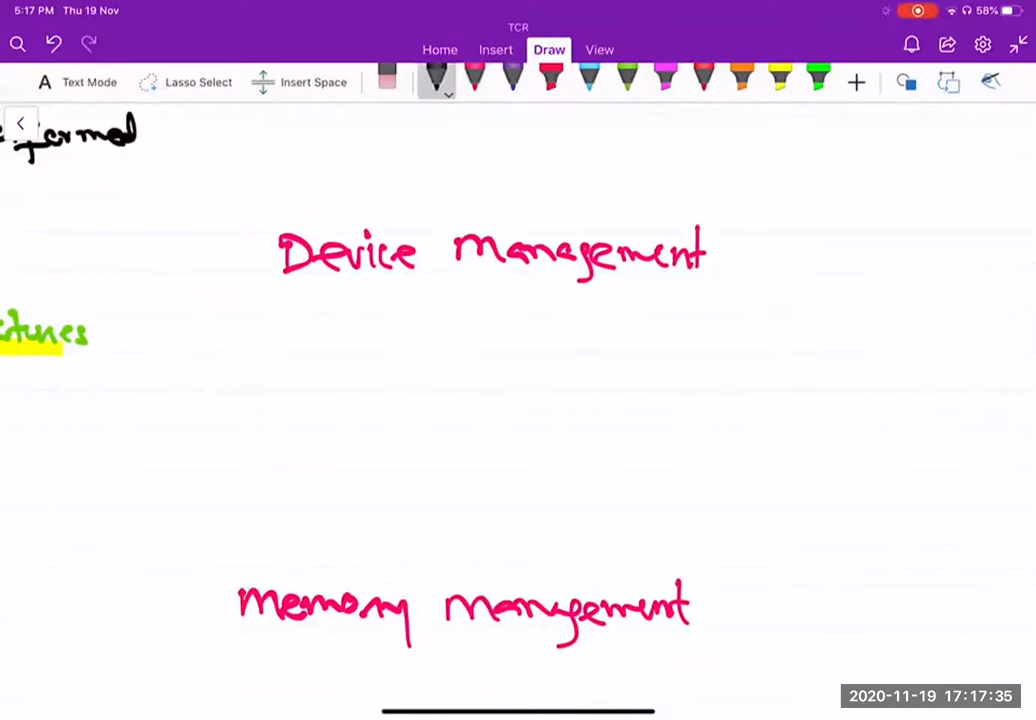 5:17 PM Thu 19 Nov
58%
TCR
Home Insert Draw View
A Text Mode Lasso Select Insert Space
Device Management
Memory Management
2020-11-19 17:17:35